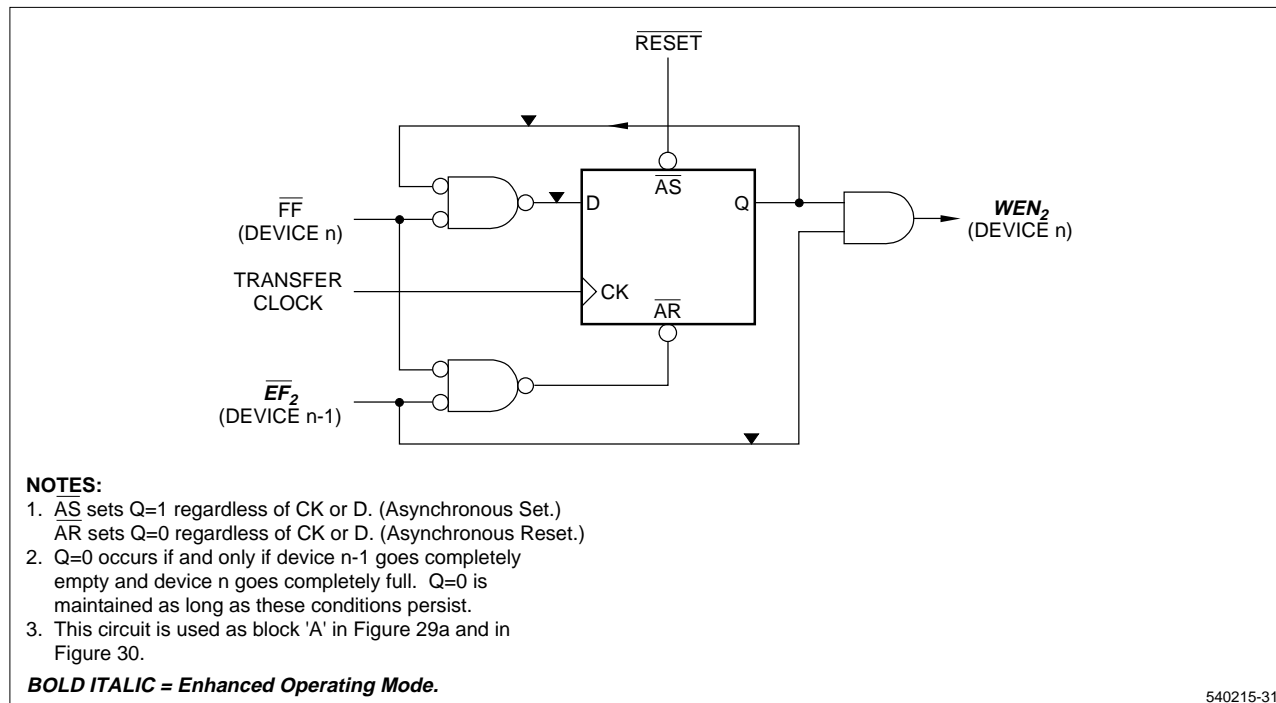 RESET
AS
FF
(DEVICE n)
D
Q
WEN2
(DEVICE n)
TRANSFER
CLOCK
CK
AR
EF2
(DEVICE n-1)
NOTES:
1. AS sets Q=1 regardless of CK or D. (Asynchronous Set.)
AR sets Q=0 regardless of CK or D. (Asynchronous Reset.)
2. Q=0 occurs if and only if device n-1 goes completely
empty and device n goes completely full. Q=0 is
maintained as long as these conditions persist.
3. This circuit is used as block 'A' in Figure 29a and in
Figure 30.
BOLD ITALIC = Enhanced Operating Mode.
540215-31